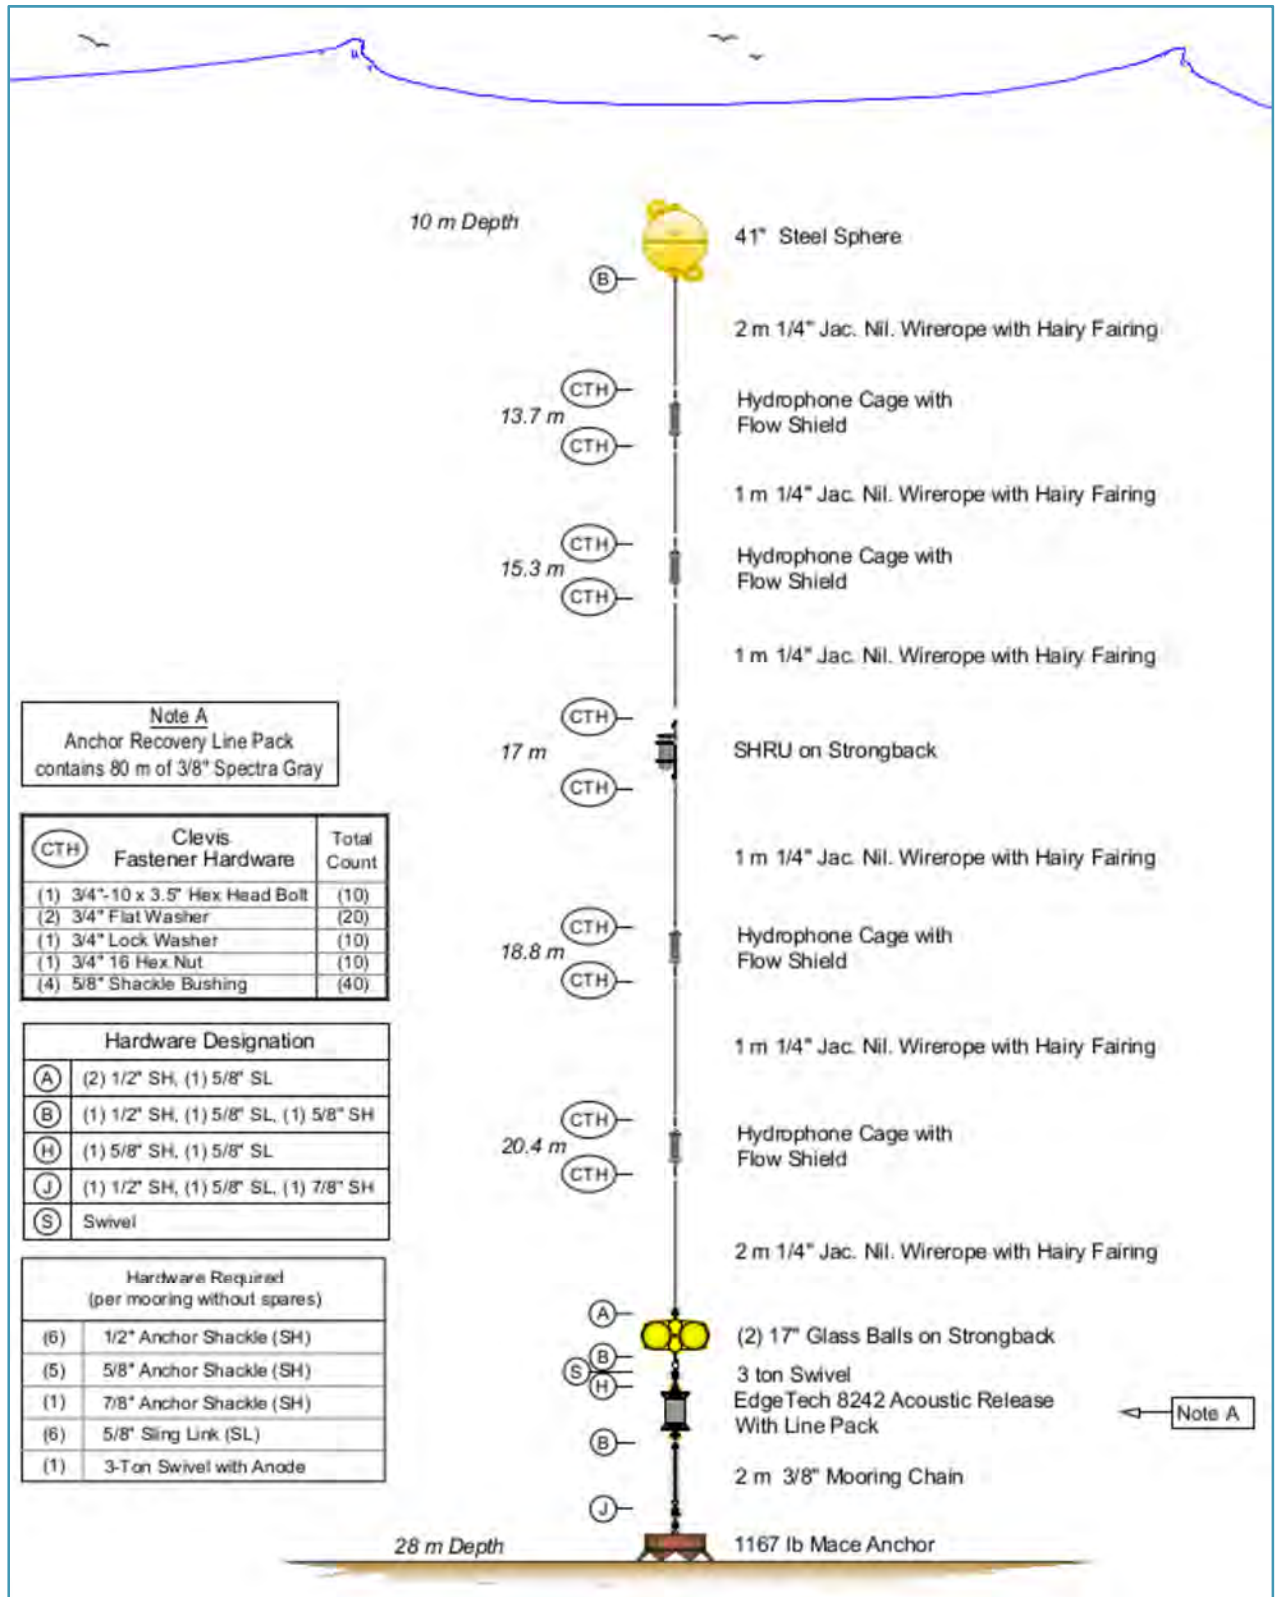 10 m Depth
41" Steel Sphere
B
2 m 1/4" Jac. Nil. Wirerope with Hairy Fairing
CTH
13.7 m
Hydrophone Cage with
Flow Shield
CTH
1 m 1/4" Jac. Nil. Wirerope with Hairy Fairing
CTH
15.3 m
Hydrophone Cage with
Flow Shield
CTH
1 m 1/4" Jac. Nil. Wirerope with Hairy Fairing
CTH
17 m
SHRU on Strongback
CTH
1 m 1/4" Jac. Nil. Wirerope with Hairy Fairing
CTH
18.8 m
Hydrophone Cage with
Flow Shield
CTH
1 m 1/4" Jac. Nil. Wirerope with Hairy Fairing
CTH
20.4 m
Hydrophone Cage with
Flow Shield
CTH
2 m 1/4" Jac. Nil. Wirerope with Hairy Fairing
A
(2) 17" Glass Balls on Strongback
B
S
3 ton Swivel
H
EdgeTech 8242 Acoustic Release
With Line Pack
Note A
B
2 m 3/8" Mooring Chain
J
1167 lb Mace Anchor
28 m Depth
Note A
Anchor Recovery Line Pack
contains 80 m of 3/8" Spectra Gray
CTH Clevis Fastener Hardware Total Count
(1) 3/4"-10 x 3.5" Hex Head Bolt (10)
(2) 3/4" Flat Washer (20)
(1) 3/4" Lock Washer (10)
(1) 3/4" 16 Hex Nut (10)
(4) 5/8" Shackle Bushing (40)
Hardware Designation
A (2) 1/2" SH, (1) 5/8" SL
B (1) 1/2" SH, (1) 5/8" SL, (1) 5/8" SH
H (1) 5/8" SH, (1) 5/8" SL
J (1) 1/2" SH, (1) 5/8" SL, (1) 7/8" SH
S Swivel
Hardware Required
(per mooring without spares)
(6) 1/2" Anchor Shackle (SH)
(5) 5/8" Anchor Shackle (SH)
(1) 7/8" Anchor Shackle (SH)
(6) 5/8" Sling Link (SL)
(1) 3-Ton Swivel with Anode